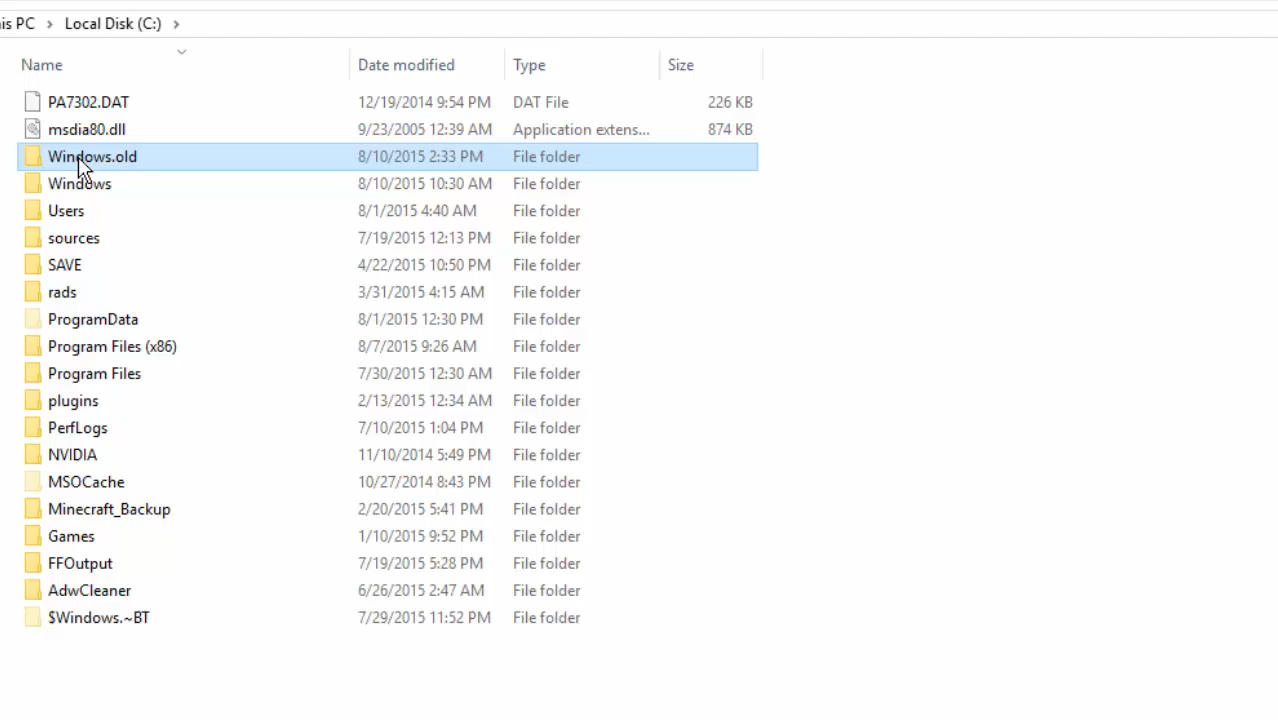 is PC > Local Disk (C:) >
Name Date modified Type Size
PA7302.DAT 12/19/2014 9:54 PM DAT File 226 KB
msdia80.dll 9/23/2005 12:39 AM Application extens... 874 KB
Windows.old 8/10/2015 2:33 PM File folder
Windows 8/10/2015 10:30 AM File folder
Users 8/1/2015 4:40 AM File folder
sources 7/19/2015 12:13 PM File folder
SAVE 4/22/2015 10:50 PM File folder
rads 3/31/2015 4:15 AM File folder
ProgramData 8/1/2015 12:30 PM File folder
Program Files (x86) 8/7/2015 9:26 AM File folder
Program Files 7/30/2015 12:30 AM File folder
plugins 2/13/2015 12:34 AM File folder
PerfLogs 7/10/2015 1:04 PM File folder
NVIDIA 11/10/2014 5:49 PM File folder
MSOCache 10/27/2014 8:43 PM File folder
Minecraft_Backup 2/20/2015 5:41 PM File folder
Games 1/10/2015 9:52 PM File folder
FFOutput 7/19/2015 5:28 PM File folder
AdwCleaner 6/26/2015 2:47 AM File folder
$Windows.~BT 7/29/2015 11:52 PM File folder